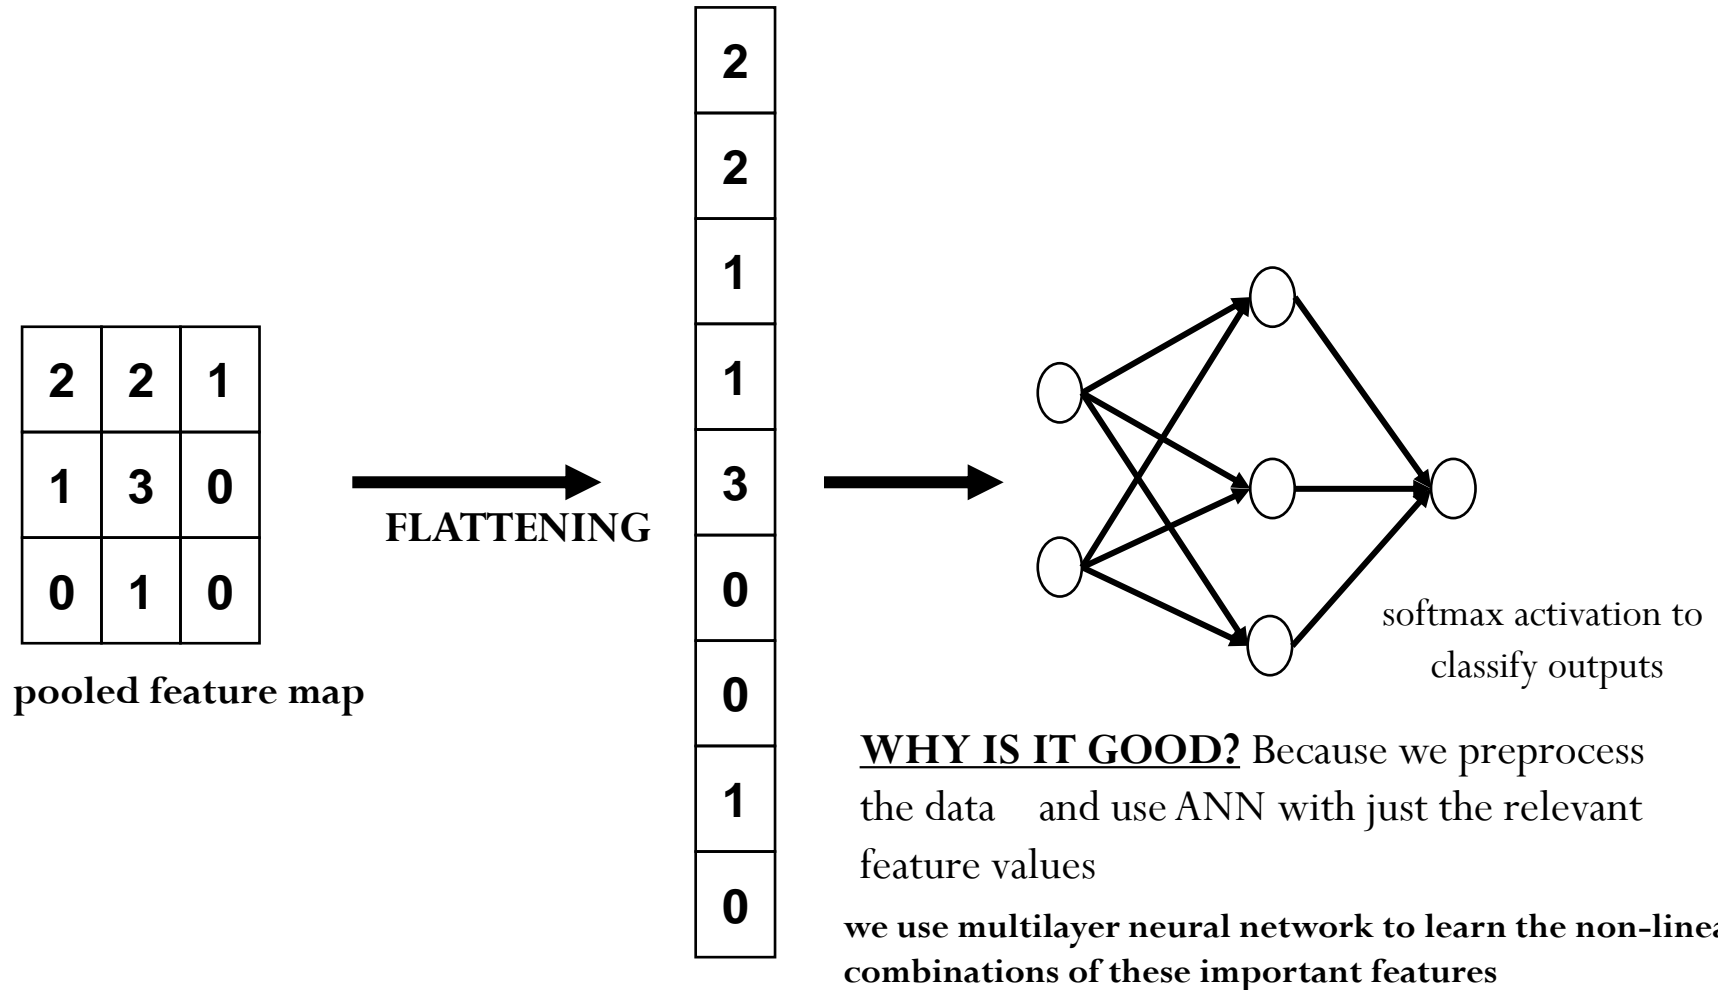 2 2 1
1 3 0
0 1 0
pooled feature map
FLATTENING
2
2
1
1
3
0
0
1
0
softmax activation to
classify outputs
WHY IS IT GOOD? Because we preprocess
the data and use ANN with just the relevant
feature values
we use multilayer neural network to learn the non-linea
combinations of these important features